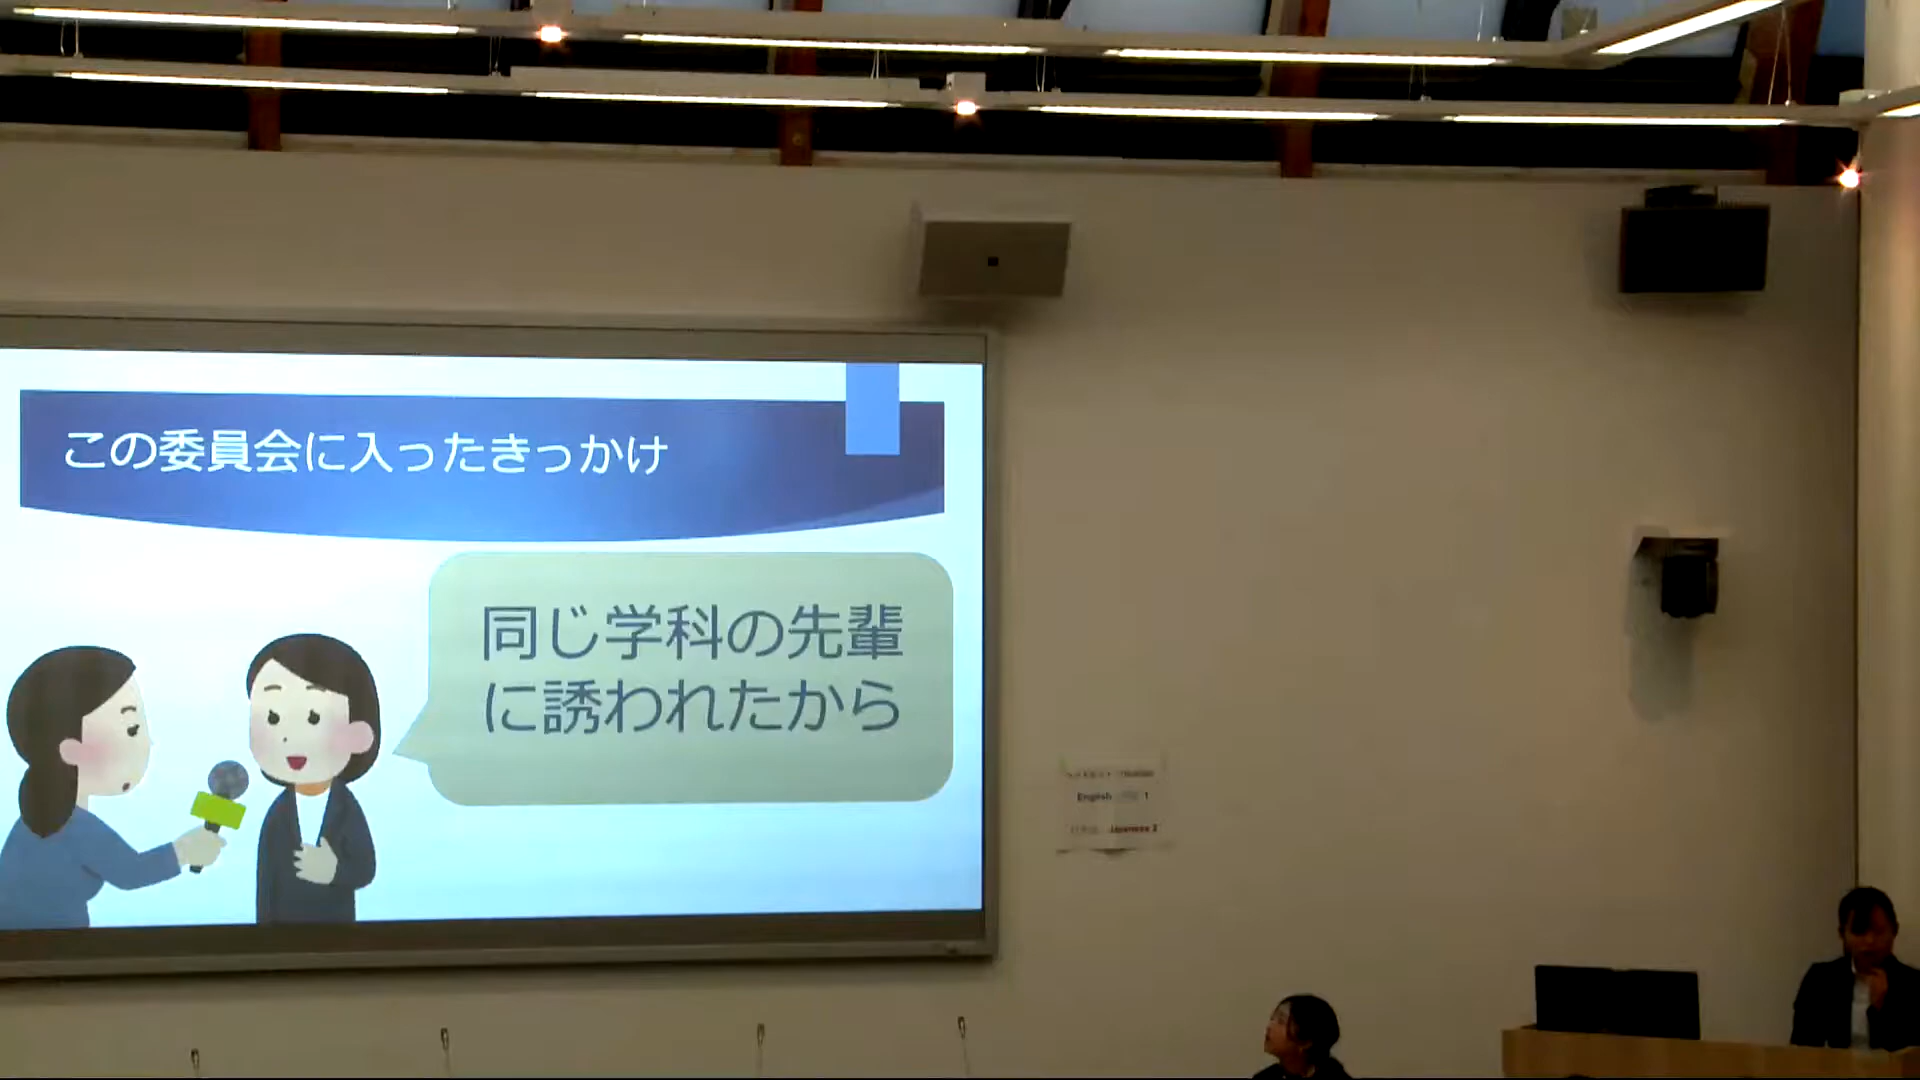 この委員会に入ったきっかけ
同じ学科の先輩
に誘われたから
English 1
Japanese 2